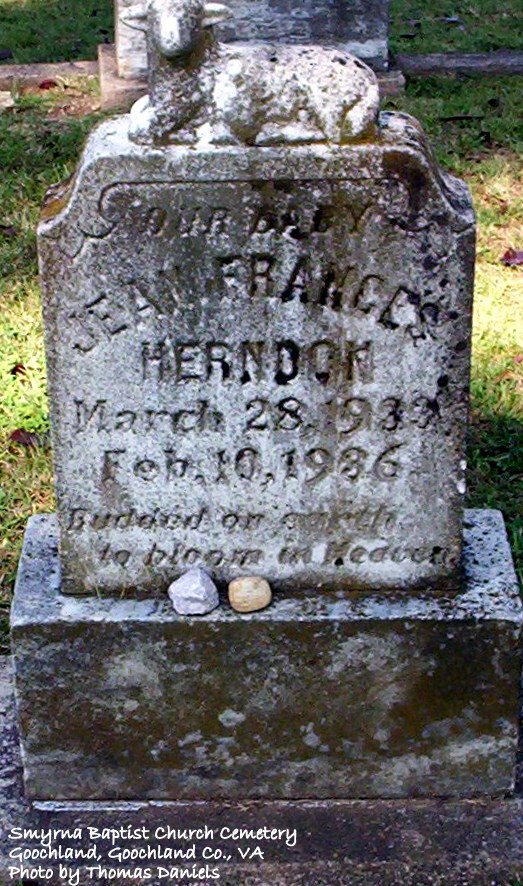 OUR BABY
JEAN FRANCES
HERNDON
March 28, 1933
Feb. 10, 1936
Budded on earth
to bloom in Heaven
Smyrna Baptist Church Cemetery
Goochland, Goochland Co., VA
Photo by Thomas Daniels